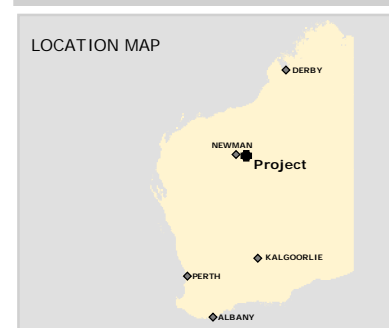 LOCATION MAP
DERBY
NEWMAN
Project
KALGOORLIE
PERTH
ALBANY